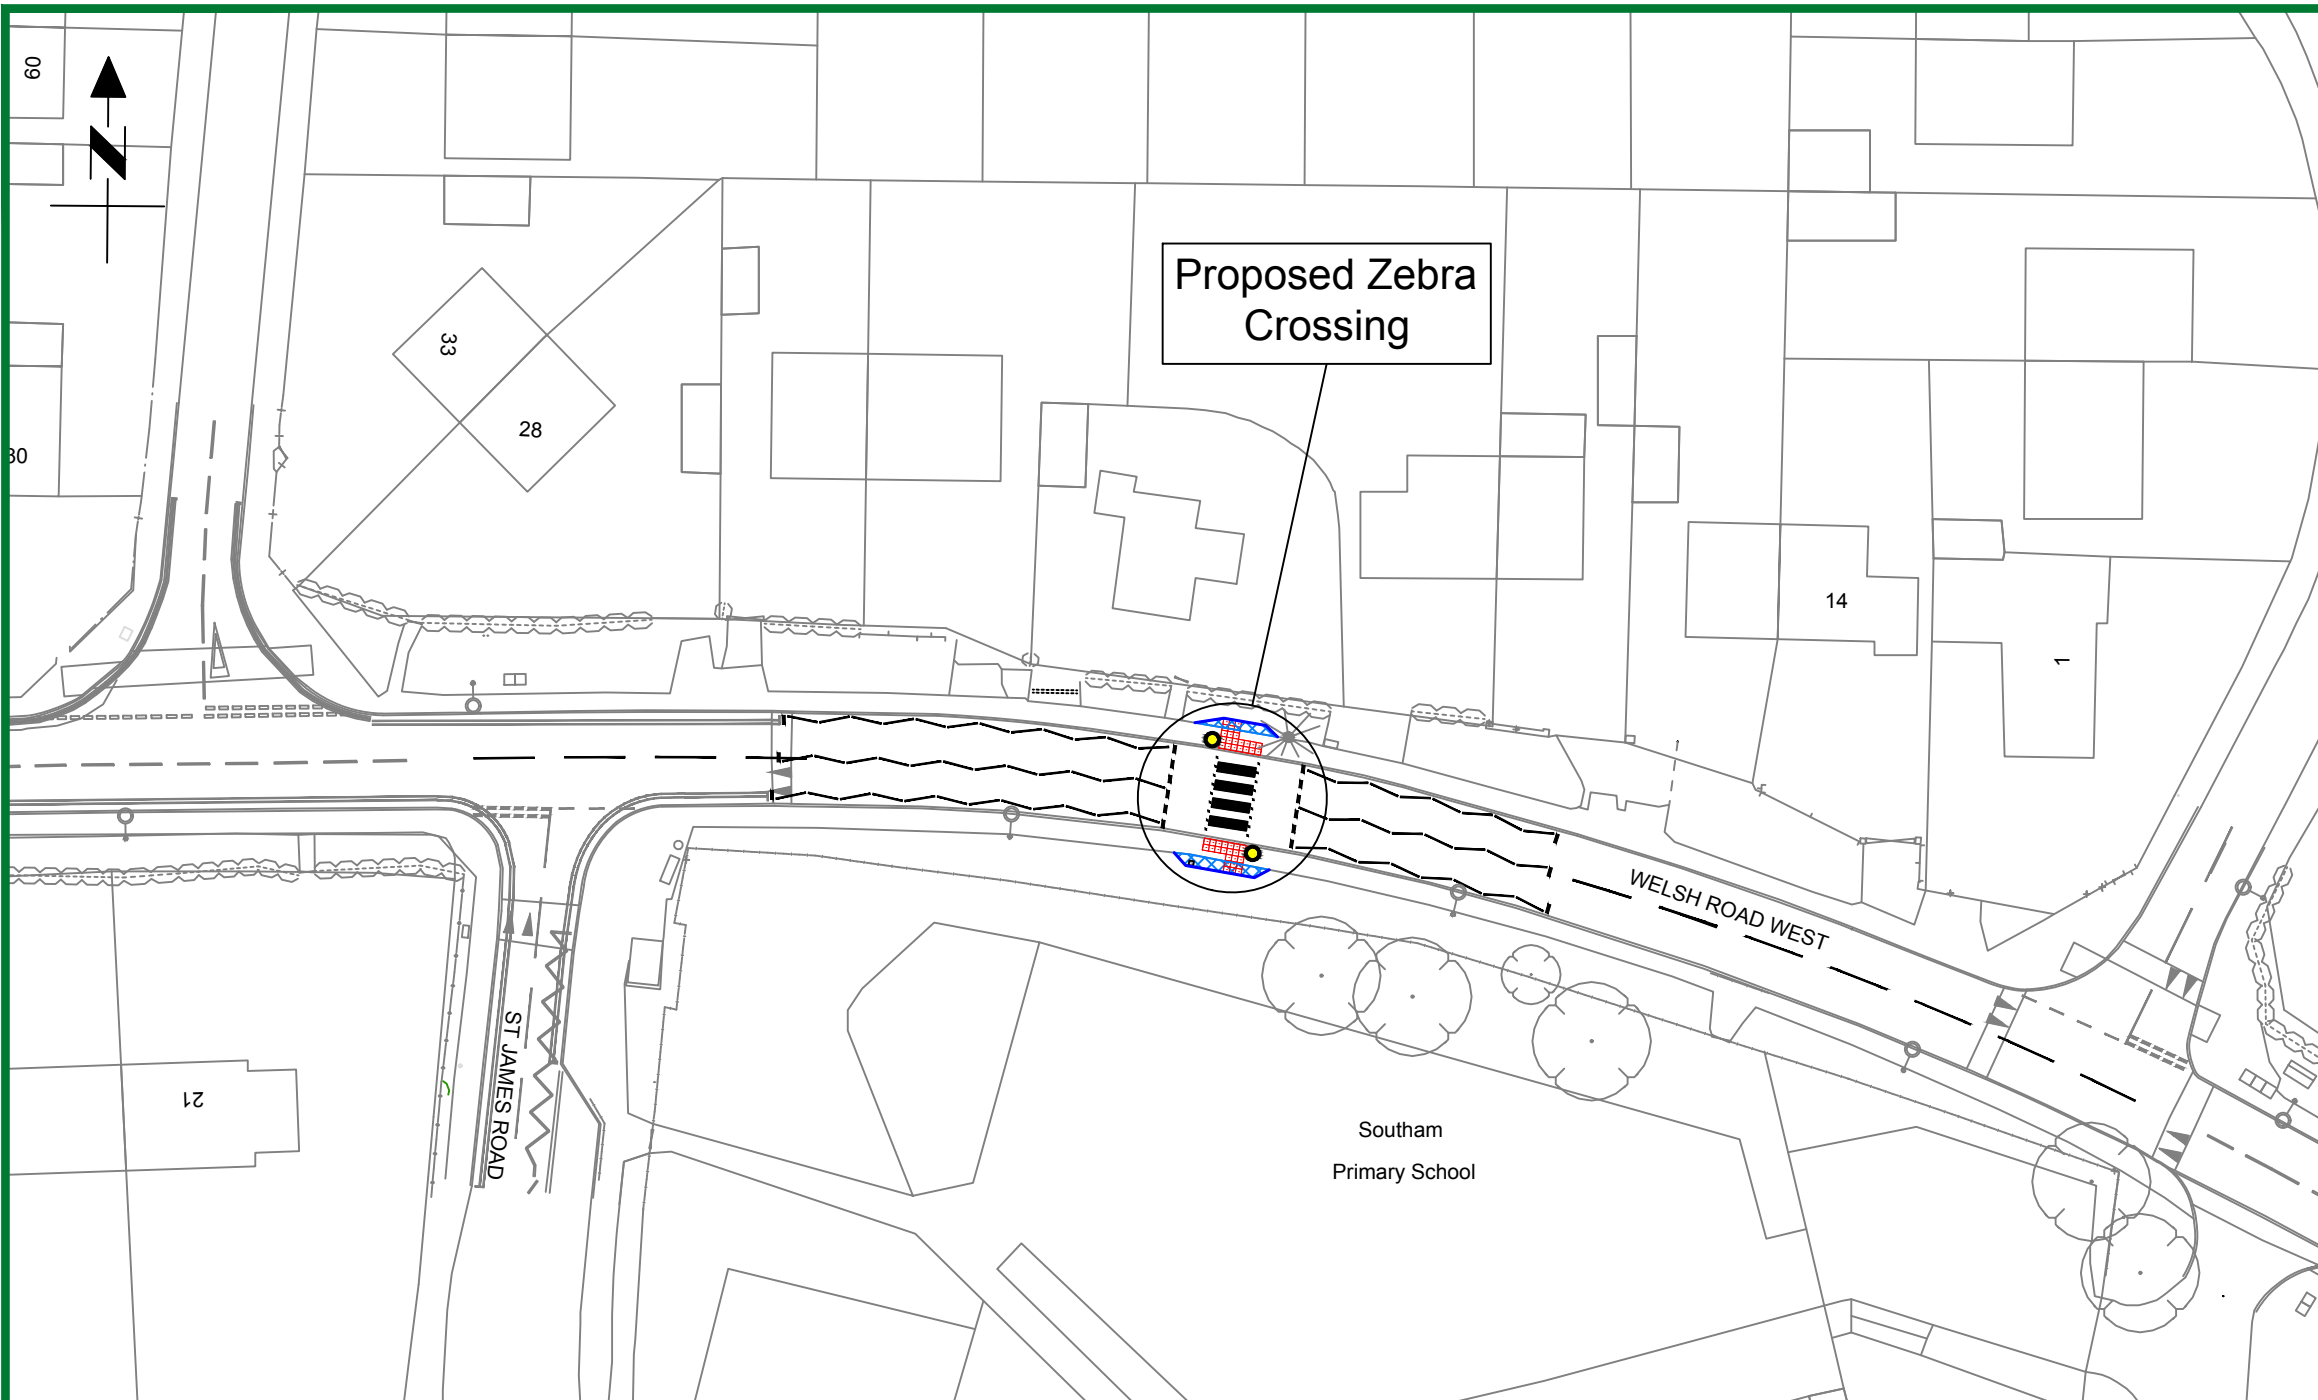 60
N
Proposed Zebra
Crossing
33
28
30
14
1
WELSH ROAD WEST
ST JAMES ROAD
21
Southam
Primary School